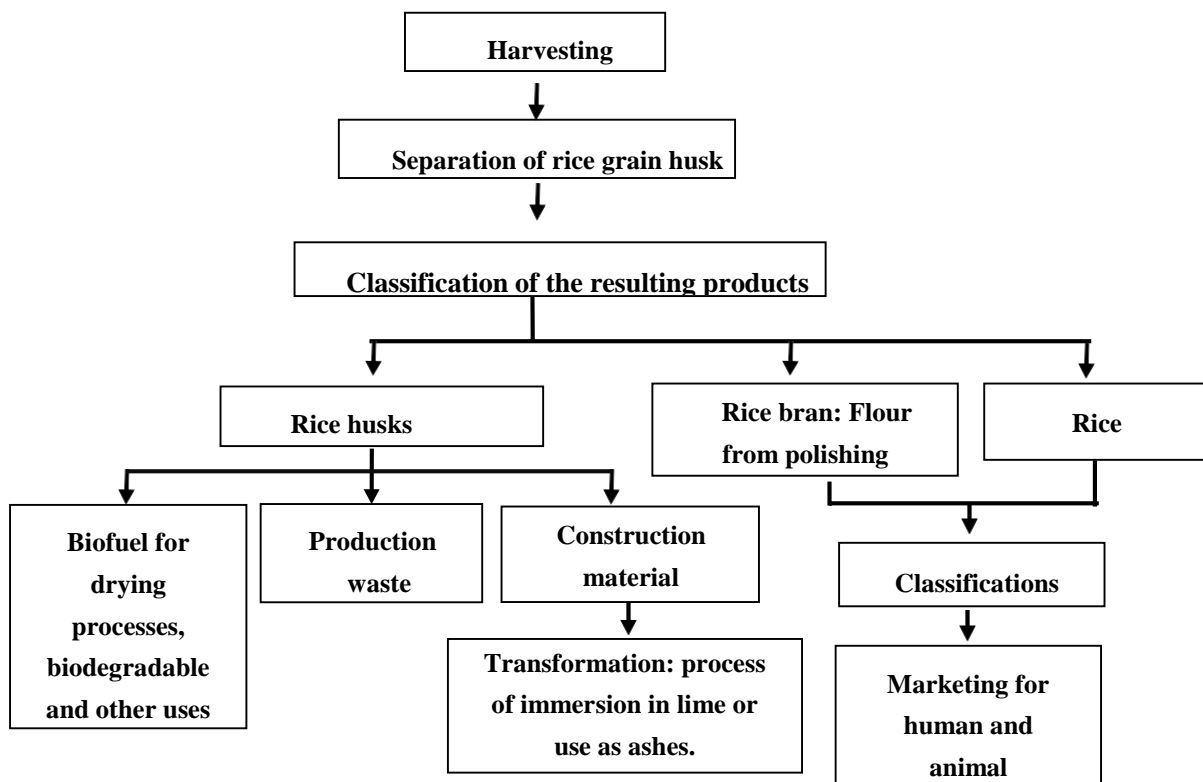 Harvesting
Separation of rice grain husk
Classification of the resulting products
Rice husks
Rice bran: Flour
from polishing
Rice
Biofuel for
drying
processes,
biodegradable
and other uses
Production
waste
Construction
material
Classifications
Transformation: process
of immersion in lime or
use as ashes.
Marketing for
human and
animal